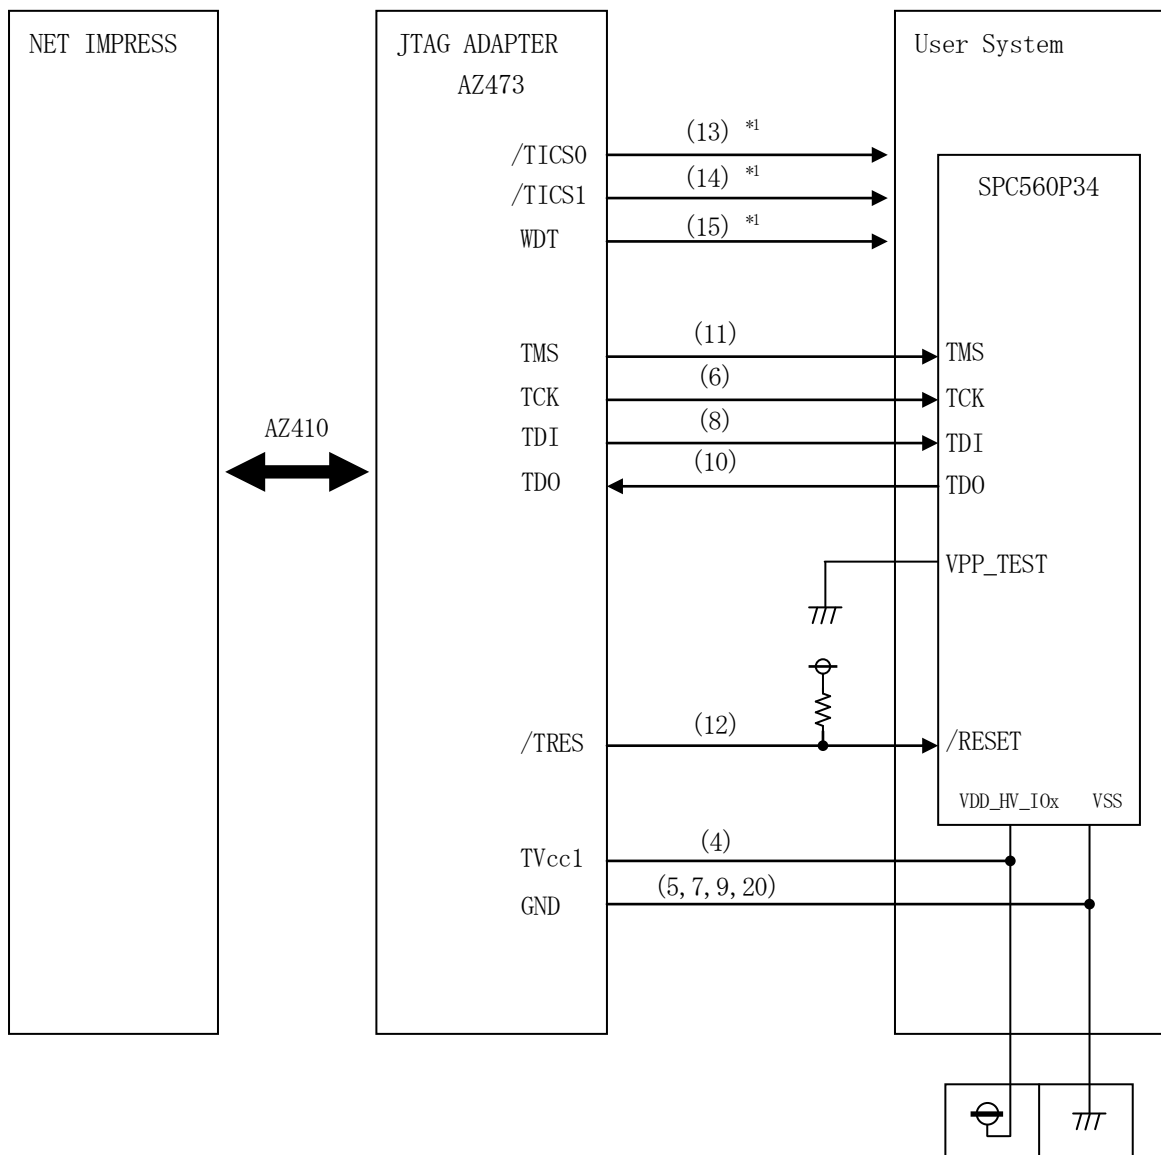 NET IMPRESS
JTAG ADAPTER
AZ473
User System
/TICS0
(13) *1
/TICS1
(14) *1
WDT
(15) *1
SPC560P34
TMS
(11)
TMS
TCK
(6)
TCK
AZ410
TDI
(8)
TDI
TDO
(10)
TDO
VPP_TEST
/TRES
(12)
/RESET
VDD_HV_IOx
VSS
TVcc1
(4)
GND
(5,7,9,20)